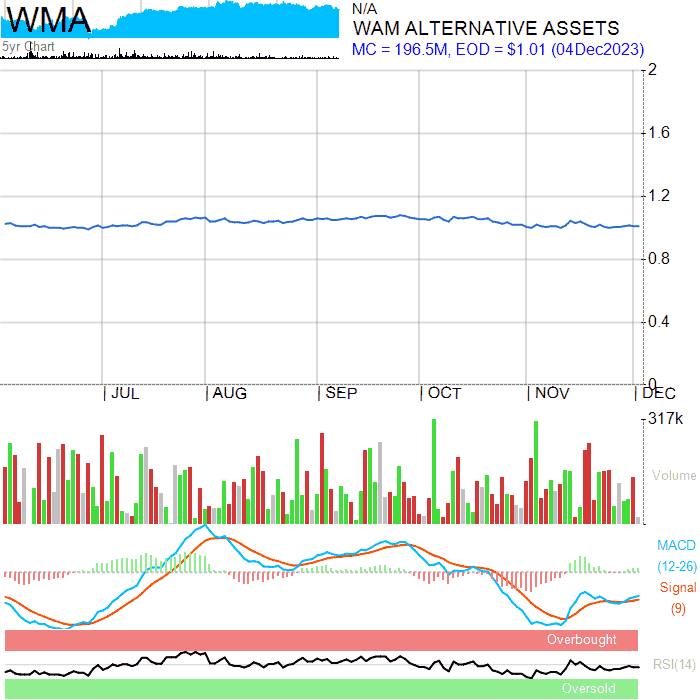 WMA
5yr Chart
N/A
WAM ALTERNATIVE ASSETS
MC = 196.5M, EOD = $1.01 (04Dec2023)
2
1.6
1.2
0.8
0.4
0
JUL AUG SEP OCT NOV DEC
317k
Volume
MACD
(12-26)
Signal
(9)
Overbought
RSI(14)
Oversold